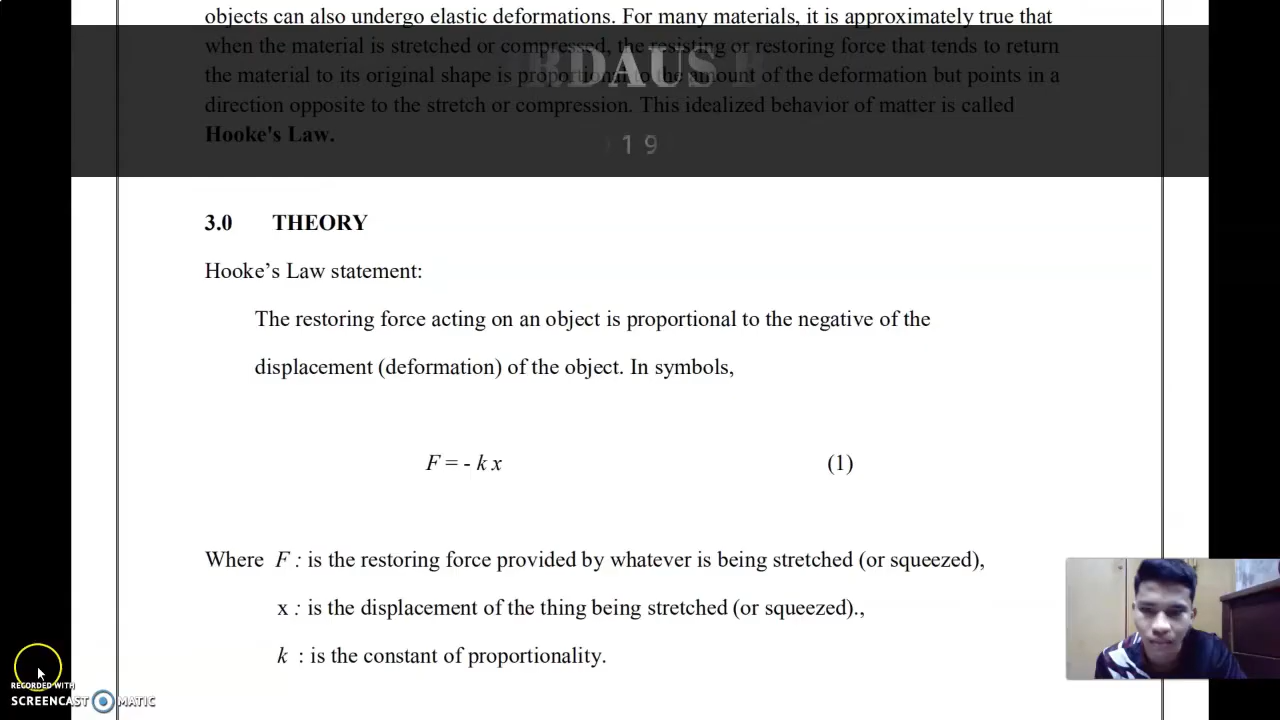 objects can also undergo elastic deformations. For many materials, it is approximately true that
when the material is stretched or compressed, the resisting or restoring force that tends to return
the material to its original shape is proportional to the amount of the deformation but points in a
direction opposite to the stretch or compression. This idealized behavior of matter is called
Hooke's Law.
RDAUS
19
3.0 THEORY
Hooke’s Law statement:
The restoring force acting on an object is proportional to the negative of the
displacement (deformation) of the object. In symbols,
F = - k x (1)
Where F : is the restoring force provided by whatever is being stretched (or squeezed),
x : is the displacement of the thing being stretched (or squeezed).,
k : is the constant of proportionality.
RECORDED WITH
SCREENCAST MATIC